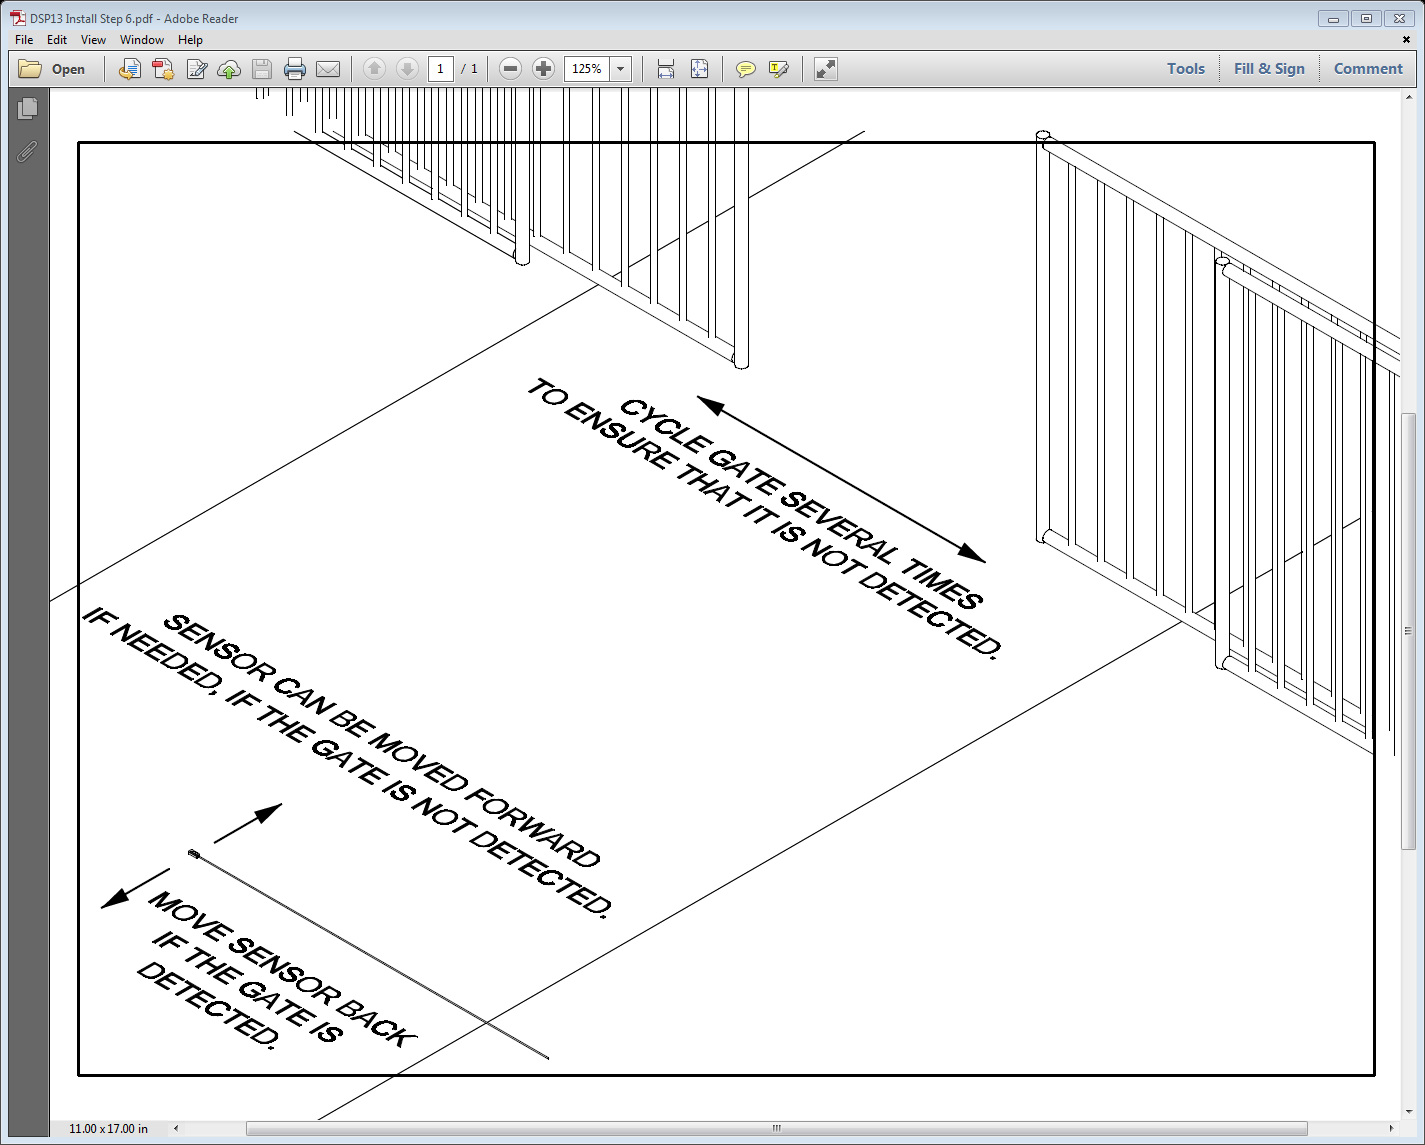 DSP13 Install Step 6.pdf - Adobe Reader
File Edit View Window Help
Open 1 / 1 125% Tools Fill & Sign Comment
CYCLE GATE SEVERAL TIMES
TO ENSURE THAT IT IS NOT DETECTED.
SENSOR CAN BE MOVED FORWARD
IF NEEDED, IF THE GATE IS NOT DETECTED.
MOVE SENSOR BACK
IF THE GATE IS
DETECTED.
11.00 x 17.00 in